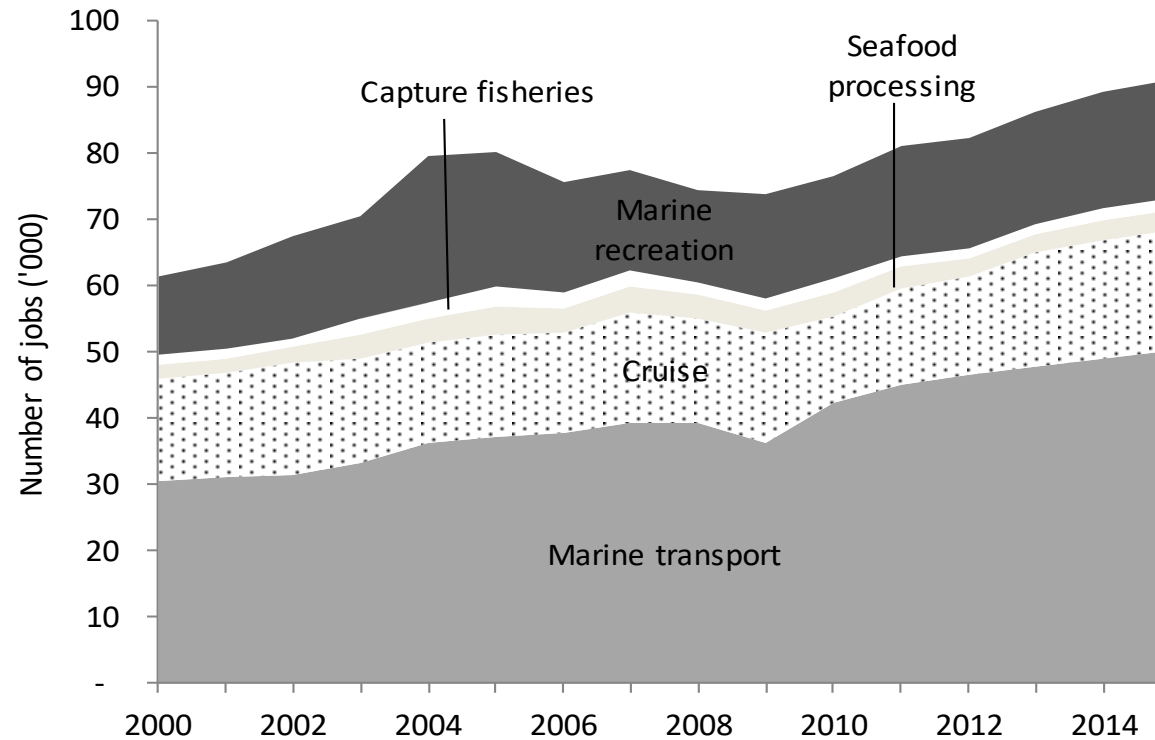 100
90
80
70
60
50
40
30
20
10
-
Number of jobs ('000)
Capture fisheries
Seafood
processing
Marine
recreation
Cruise
Marine transport
2000 2002 2004 2006 2008 2010 2012 2014